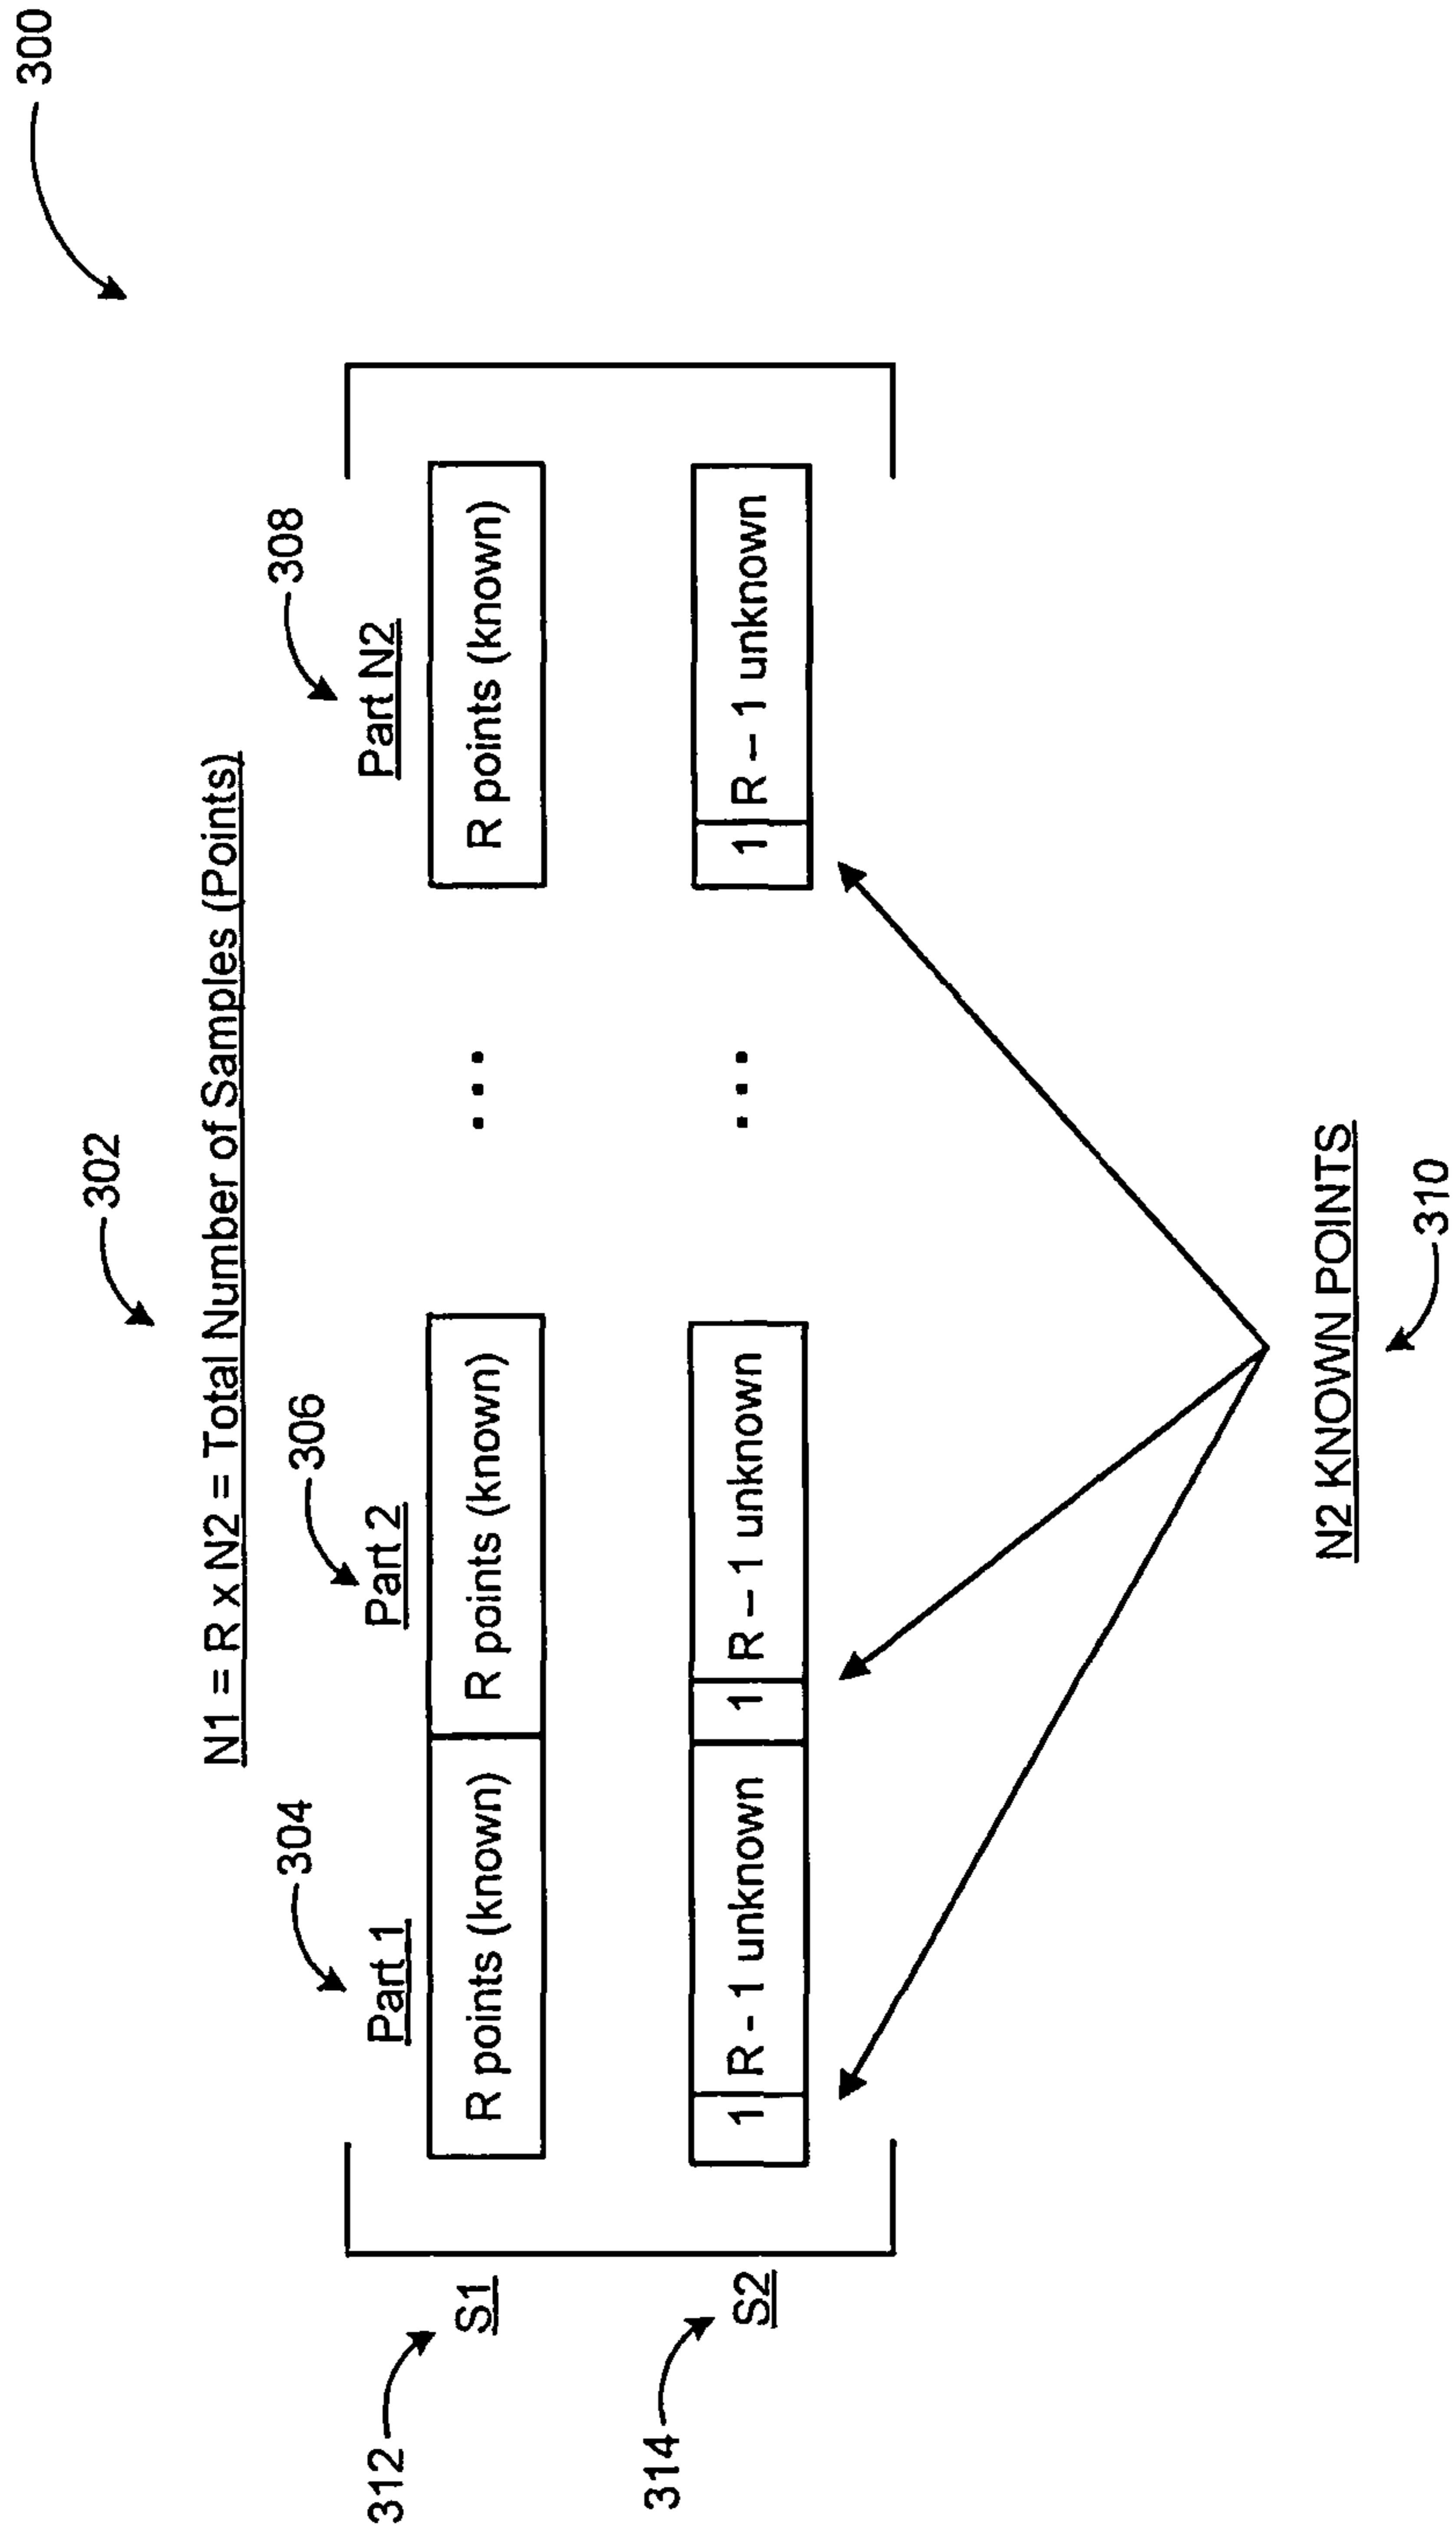 300
302
N1 = R x N2 = Total Number of Samples (Points)
304
306
308
Part 1
Part 2
Part N2
312
S1
R points (known)
R points (known)
...
R points (known)
314
S2
1
R - 1 unknown
1
R – 1 unknown
...
1
R – 1 unknown
N2 KNOWN POINTS
310